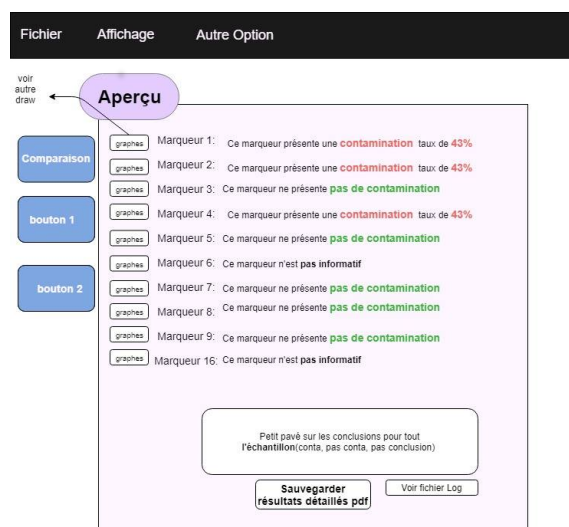 Fichier Affichage Autre Option
voir
autre
draw
Aperçu
Comparaison
bouton 1
bouton 2
graphes Marqueur 1: Ce marqueur présente une contamination taux de 43%
graphes Marqueur 2: Ce marqueur présente une contamination taux de 43%
graphes Marqueur 3: Ce marqueur ne présente pas de contamination
graphes Marqueur 4: Ce marqueur présente une contamination taux de 43%
graphes Marqueur 5: Ce marqueur ne présente pas de contamination
graphes Marqueur 6: Ce marqueur n'est pas informatif
graphes Marqueur 7: Ce marqueur ne présente pas de contamination
graphes Marqueur 8: Ce marqueur ne présente pas de contamination
graphes Marqueur 9: Ce marqueur ne présente pas de contamination
graphes Marqueur 16: Ce marqueur n'est pas informatif
Petit pavé sur les conclusions pour tout
l'échantillon(conta, pas conta, pas conclusion)
Sauvegarder
résultats détaillés pdf
Voir fichier Log